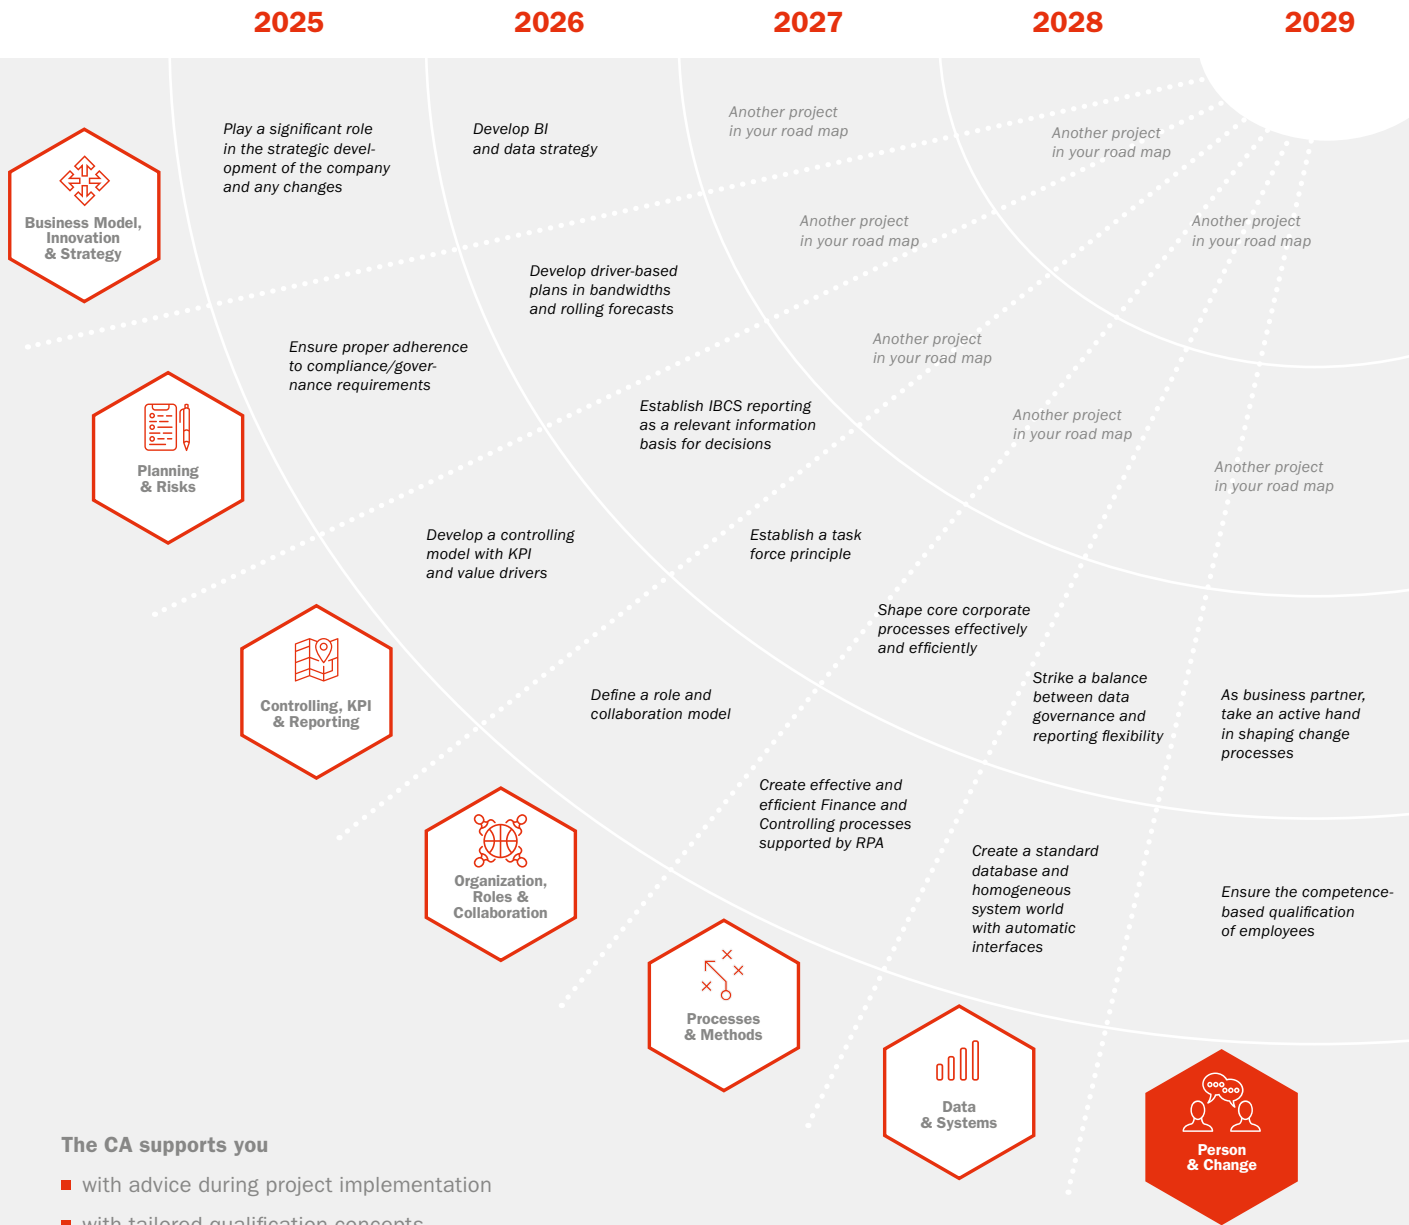 2025 2026 2027 2028 2029
Play a significant role
in the strategic devel-
opment of the company
and any changes
Develop BI
and data strategy
Another project
in your road map
Another project
in your road map
Business Model,
Innovation
& Strategy
Another project
in your road map
Another project
in your road map
Develop driver-based
plans in bandwidths
and rolling forecasts
Ensure proper adherence
to compliance/gover-
nance requirements
Another project
in your road map
Planning
& Risks
Establish IBCS reporting
as a relevant information
basis for decisions
Another project
in your road map
Another project
in your road map
Develop a controlling
model with KPI
and value drivers
Establish a task
force principle
Shape core corporate
processes effectively
and efficiently
Controlling, KPI
& Reporting
Define a role and
collaboration model
Strike a balance
between data
governance and
reporting flexibility
As business partner,
take an active hand
in shaping change
processes
Create effective and
efficient Finance and
Controlling processes
supported by RPA
Organization,
Roles &
Collaboration
Create a standard
database and
homogeneous
system world
with automatic
interfaces
Ensure the competence-
based qualification
of employees
Processes
& Methods
Data
& Systems
Person
& Change
The CA supports you
with advice during project implementation
with tailored qualification concepts